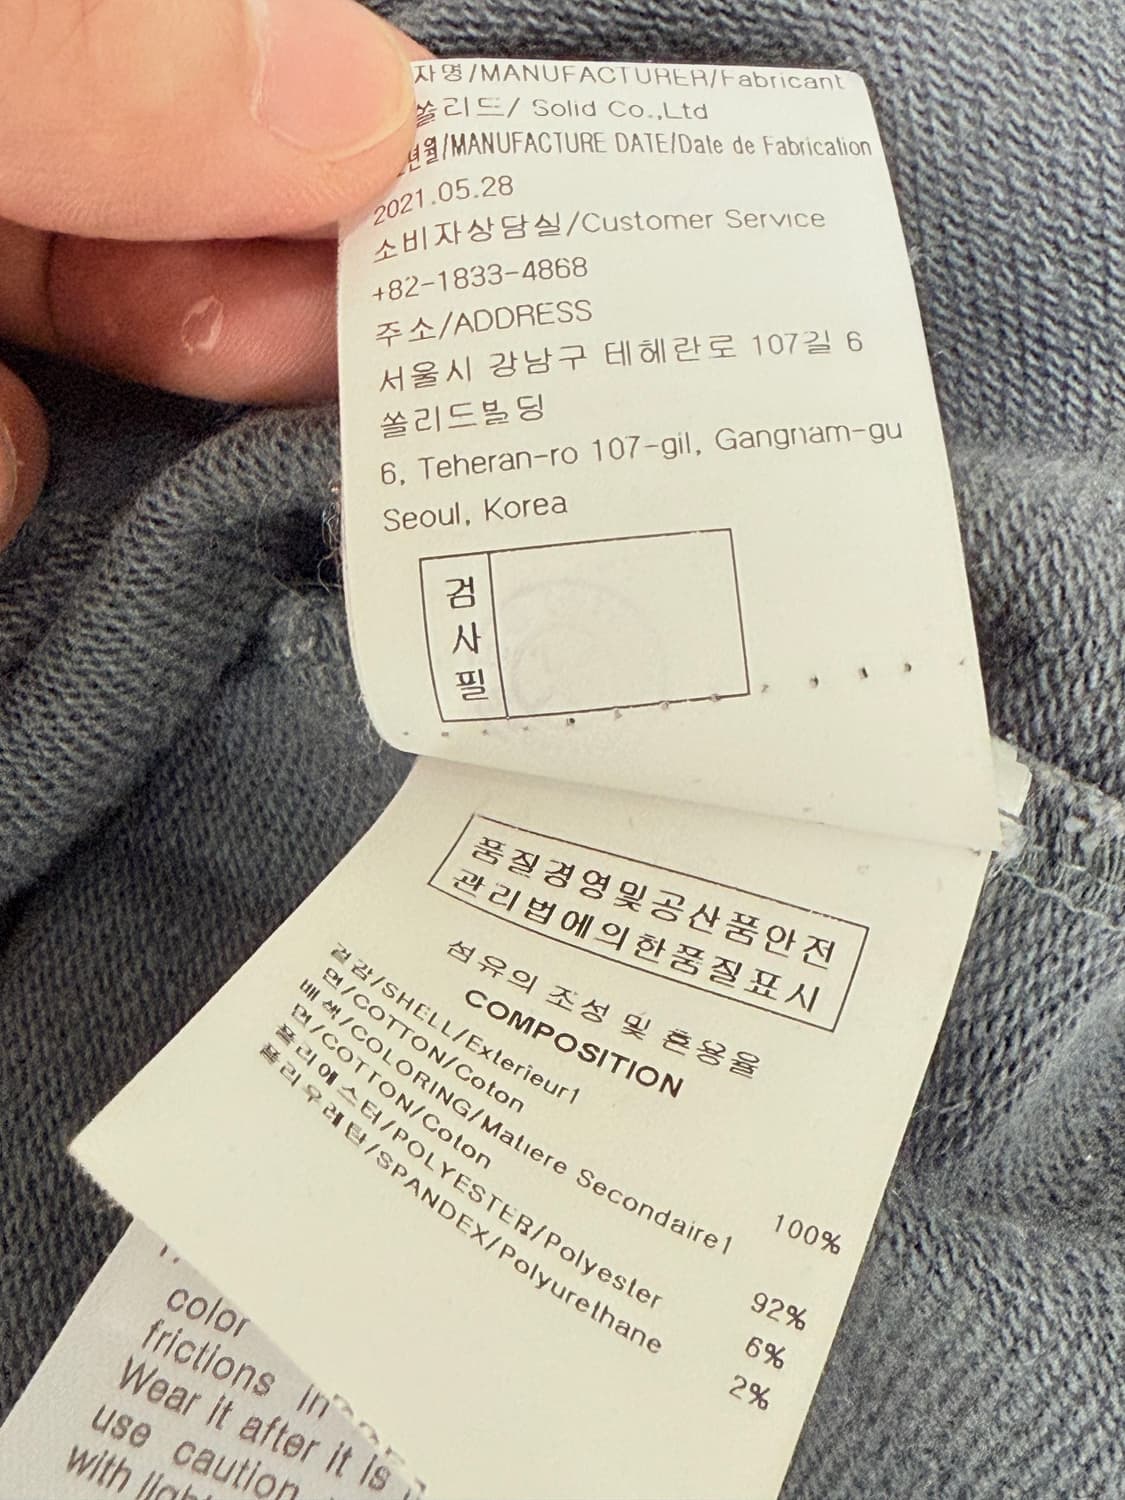 자명/MANUFACTURER/Fabricant
쏠리드/ Solid Co.,Ltd
년월/MANUFACTURE DATE/Date de Fabrication
2021.05.28
소비자상담실/Customer Service
+82-1833-4868
주소/ADDRESS
서울시 강남구 테헤란로 107길 6
쏠리드빌딩
6, Teheran-ro 107-gil, Gangnam-gu
Seoul, Korea
검
사
필
품질경영및공산품안전
관리법에의한품질표시
섬유의 조성 및 혼용율
COMPOSITION
겉감/SHELL/Exterieur1
면/COTTON/Coton 100%
배색/COLORING/Matiere Secondaire1
면/COTTON/Coton 92%
폴리에스터/POLYESTER/Polyester 6%
폴리우레탄/SPANDEX/Polyurethane 2%
color
frictions in
Wear it after it is
use caution
with